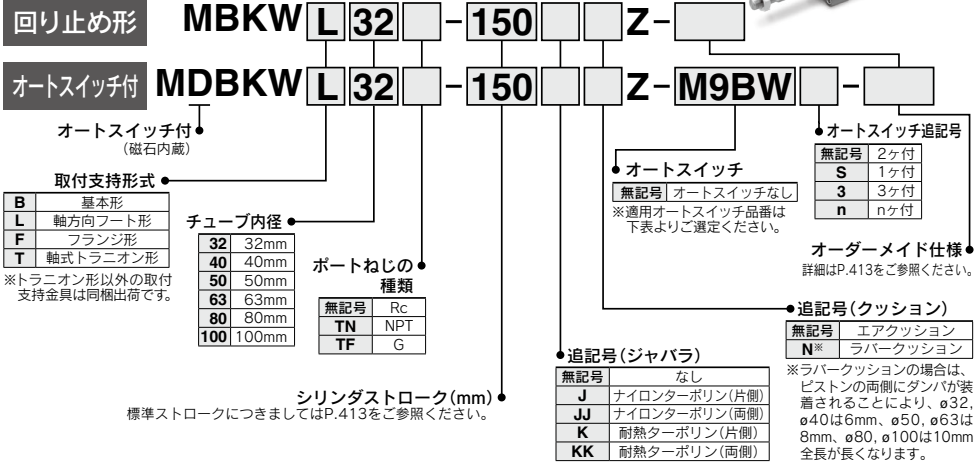 回り止め形 MBKW L 32 - 150 Z-
オートスイッチ付 MDBKW L 32 - 150 Z- M9BW -
オートスイッチ付
(磁石内蔵)
取付支持形式
B 基本形
L 軸方向フート形
F フランジ形
T 軸式トラニオン形
※トラニオン形以外の取付
支持金具は同梱出荷です。
チューブ内径
32 32mm
40 40mm
50 50mm
63 63mm
80 80mm
100 100mm
ポートねじの
種類
無記号 Rc
TN NPT
TF G
シリンダストローク(mm)
標準ストロークにつきましてはP.413をご参照ください。
追記号(ジャバラ)
無記号 なし
J ナイロンターポリン(片側)
JJ ナイロンターポリン(両側)
K 耐熱ターポリン(片側)
KK 耐熱ターポリン(両側)
オートスイッチ
無記号 オートスイッチなし
※適用オートスイッチ品番は
下表よりご選定ください。
オートスイッチ追記号
無記号 2ヶ付
S 1ヶ付
3 3ヶ付
n nヶ付
オーダーメイド仕様
詳細はP.413をご参照ください。
追記号(クッション)
無記号 エアクッション
N※ ラバークッション
※ラバークッションの場合は、
ピストンの両側にダンパが装
着されることにより、ø32,
ø40は6mm、ø50, ø63は
8mm、ø80, ø100は10mm
全長が長くなります。